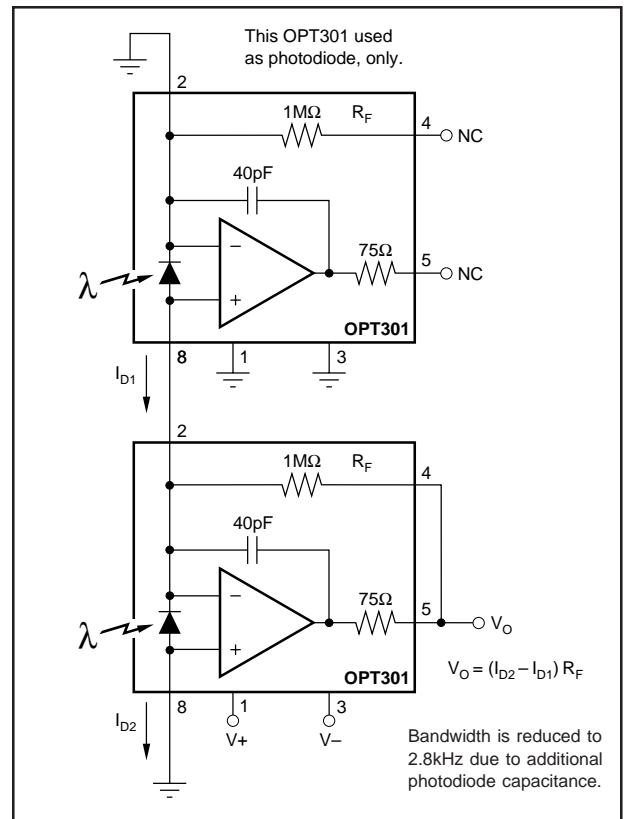 This OPT301 used
as photodiode, only.
2
1MΩ R_F
4
NC
40pF
75Ω
5
NC
λ
−
+
OPT301
8
1
3
I_D1
2
1MΩ R_F
4
40pF
75Ω
5
V_O
λ
−
+
OPT301
V_O = (I_D2 – I_D1) R_F
8
1
3
I_D2
V+
V–
Bandwidth is reduced to
2.8kHz due to additional
photodiode capacitance.